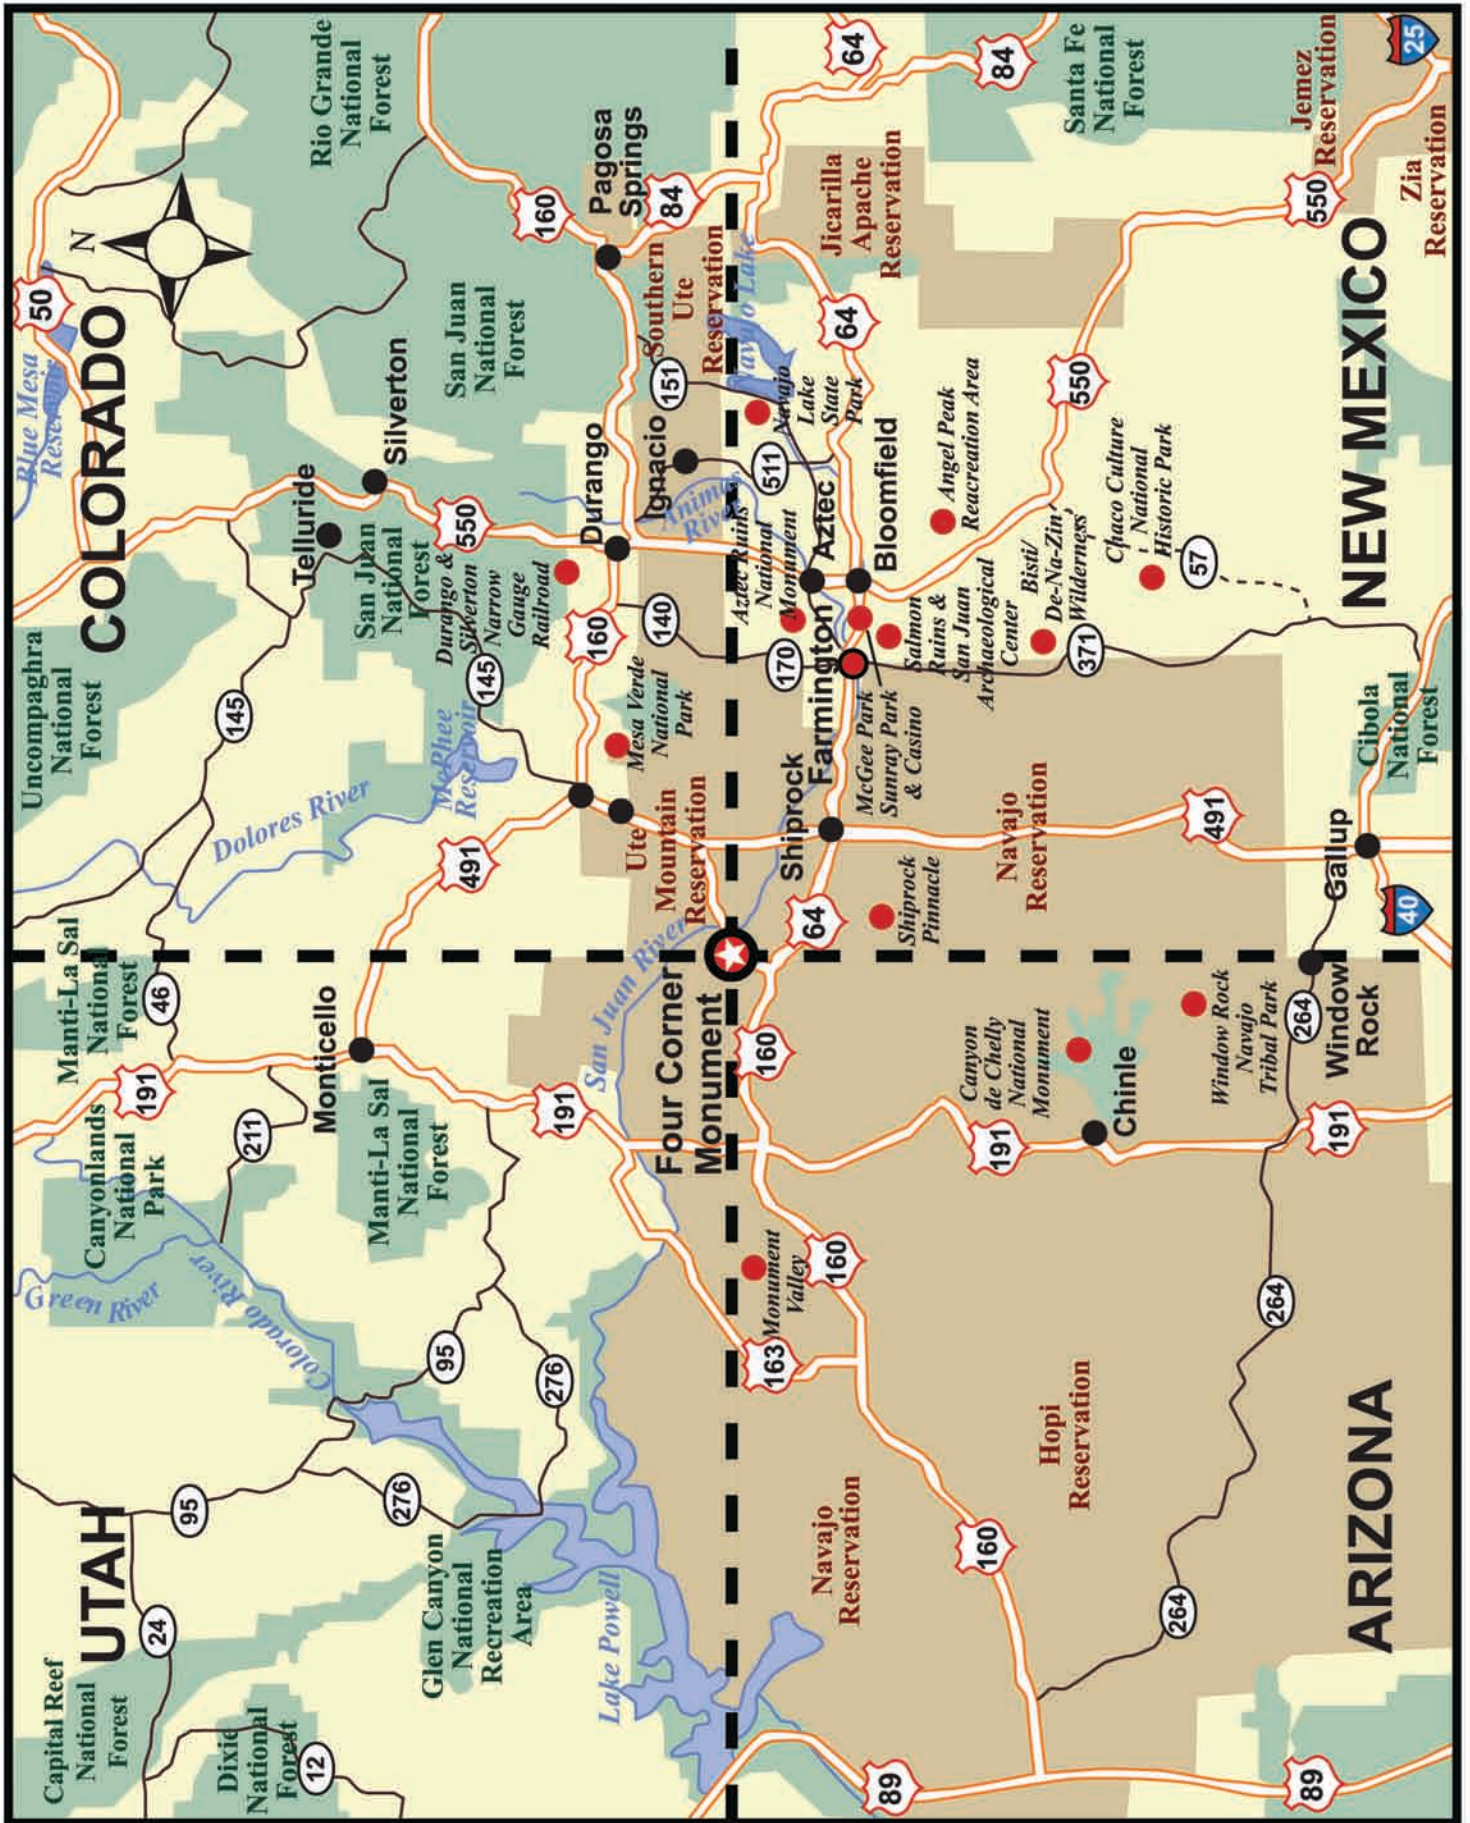 UTAH
COLORADO
ARIZONA
NEW MEXICO
N
Capital Reef
National
Forest
24
95
12
Dixie
National
Forest
276
95
276
Glen Canyon
National
Recreation
Area
Lake Powell
Green River
Colorado River
Canyonlands
National
Park
211
191
Manti-La Sal
National
Forest
46
Monticello
Manti-La Sal
National
Forest
191
San Juan River
Four Corner
Monument
Uncompaghra
National
Forest
145
Dolores River
McPhee
Reservoir
491
145
Telluride
Silverton
San Juan
National
Forest
550
Durango &
Silverton
Narrow
Gauge
Railroad
Blue Mesa
Reservoir
50
Rio Grande
National
Forest
San Juan
National
Forest
160
Pagosa
Springs
84
Durango
160
Mesa Verde
National
Park
140
Ignacio
151
Southern
Ute
Reservation
Ute
Mountain
Reservation
Animas
River
Navajo Lake
Navajo
Lake
State
Park
511
Aztec Ruins
National
Monument
Aztec
170
Farmington
Bloomfield
64
64
84
Jicarilla
Apache
Reservation
Santa Fe
National
Forest
Jemez
Reservation
25
550
Zia
Reservation
550
Angel Peak
Reacreation Area
Salmon
Ruins &
San Juan
Archaeological
Center
McGee Park
Sunray Park
& Casino
Bisti/
De-Na-Zin
Wilderness
Chaco Culture
National
Historic Park
57
371
Shiprock
64
Shiprock
Pinnacle
Navajo
Reservation
491
Gallup
40
Cibola
National
Forest
160
Canyon
de Chelly
National
Monument
Chinle
191
Window Rock
Navajo
Tribal Park
264
Window
Rock
191
Monument
Valley
163
160
264
Hopi
Reservation
Navajo
Reservation
160
264
89
89